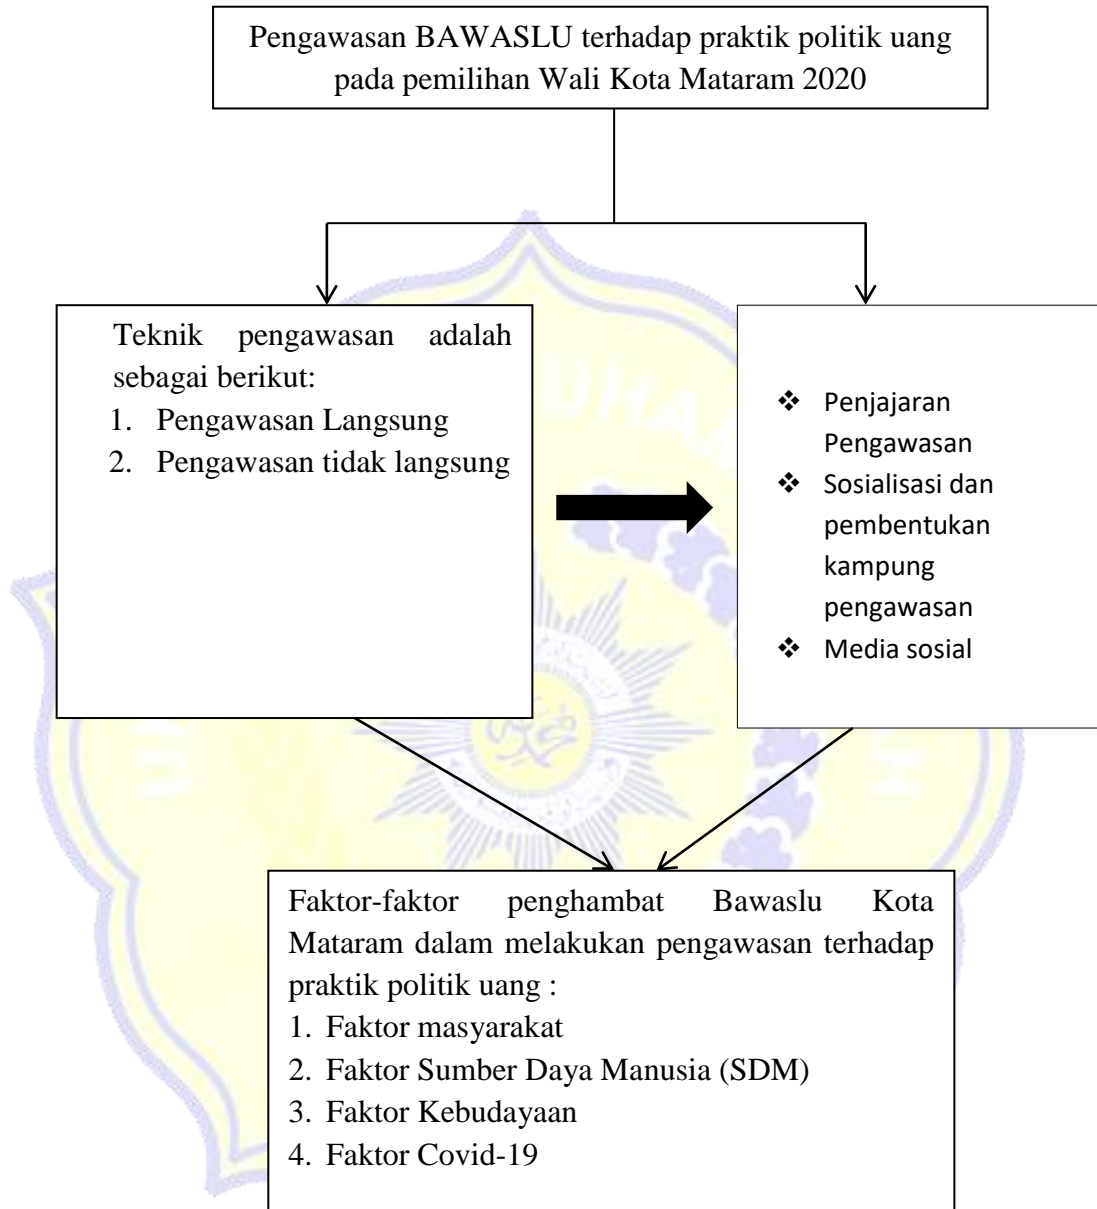 Pengawasan BAWASLU terhadap praktik politik uang
pada pemilihan Wali Kota Mataram 2020
Teknik pengawasan adalah
sebagai berikut:
1. Pengawasan Langsung
2. Pengawasan tidak langsung
❖ Penjajaran
Pengawasan
❖ Sosialisasi dan
pembentukan
kampung
pengawasan
❖ Media sosial
Faktor-faktor penghambat Bawaslu Kota
Mataram dalam melakukan pengawasan terhadap
praktik politik uang :
1. Faktor masyarakat
2. Faktor Sumber Daya Manusia (SDM)
3. Faktor Kebudayaan
4. Faktor Covid-19